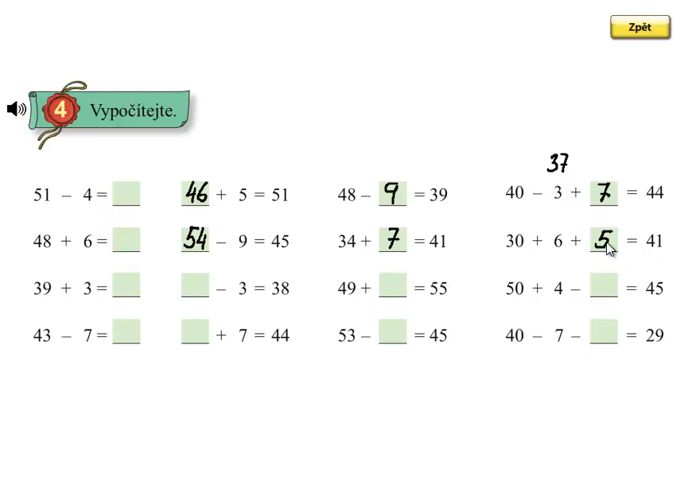 Zpět
4 Vypočítejte.
37
51 – 4 = 46 + 5 = 51 48 – 9 = 39 40 – 3 + 7 = 44
48 + 6 = 54 – 9 = 45 34 + 7 = 41 30 + 6 + 5 = 41
39 + 3 = – 3 = 38 49 + = 55 50 + 4 – = 45
43 – 7 = + 7 = 44 53 – = 45 40 – 7 – = 29